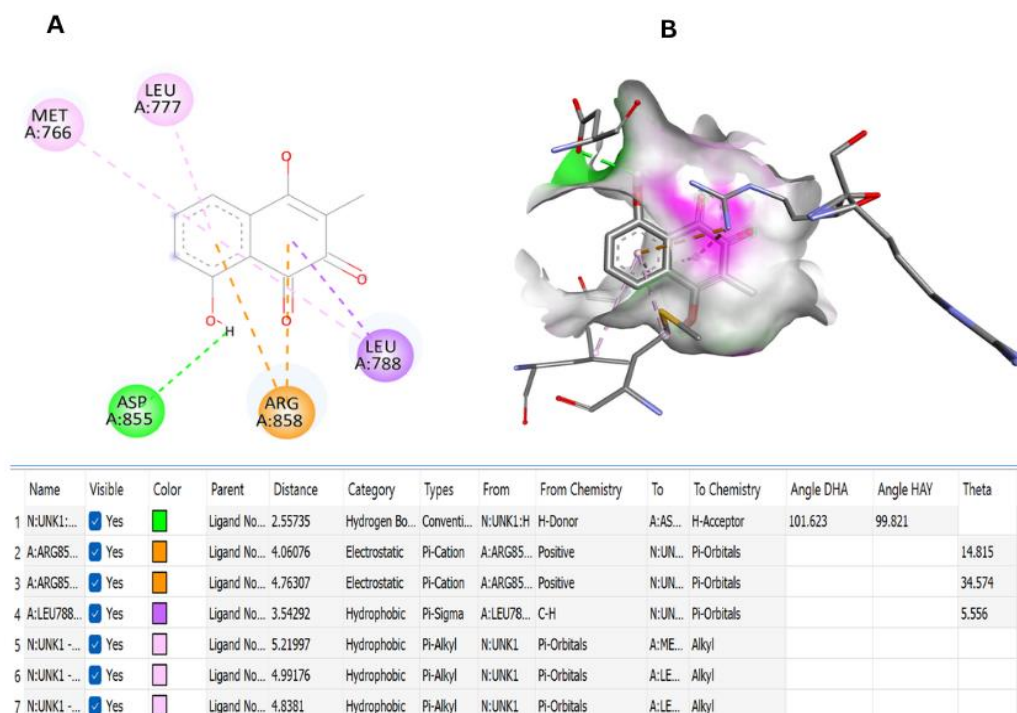 A
B
LEU
A:777
MET
A:766
O
O
O
O
H
LEU
A:788
ASP
A:855
ARG
A:858
Name Visible Color Parent Distance Category Types From From Chemistry To To Chemistry Angle DHA Angle HAY Theta
1 N:UNK1:... Yes Ligand No... 2.55735 Hydrogen Bo... Conventi... N:UNK1:H H-Donor A:AS... H-Acceptor 101.623 99.821
2 A:ARG85... Yes Ligand No... 4.06076 Electrostatic Pi-Cation A:ARG85... Positive N:UN... Pi-Orbitals 14.815
3 A:ARG85... Yes Ligand No... 4.76307 Electrostatic Pi-Cation A:ARG85... Positive N:UN... Pi-Orbitals 34.574
4 A:LEU788... Yes Ligand No... 3.54292 Hydrophobic Pi-Sigma A:LEU78... C-H N:UN... Pi-Orbitals 5.556
5 N:UNK1 -... Yes Ligand No... 5.21997 Hydrophobic Pi-Alkyl N:UNK1 Pi-Orbitals A:ME... Alkyl
6 N:UNK1 -... Yes Ligand No... 4.99176 Hydrophobic Pi-Alkyl N:UNK1 Pi-Orbitals A:LE... Alkyl
7 N:UNK1 -... Yes Ligand No... 4.8381 Hydrophobic Pi-Alkyl N:UNK1 Pi-Orbitals A:LE... Alkyl